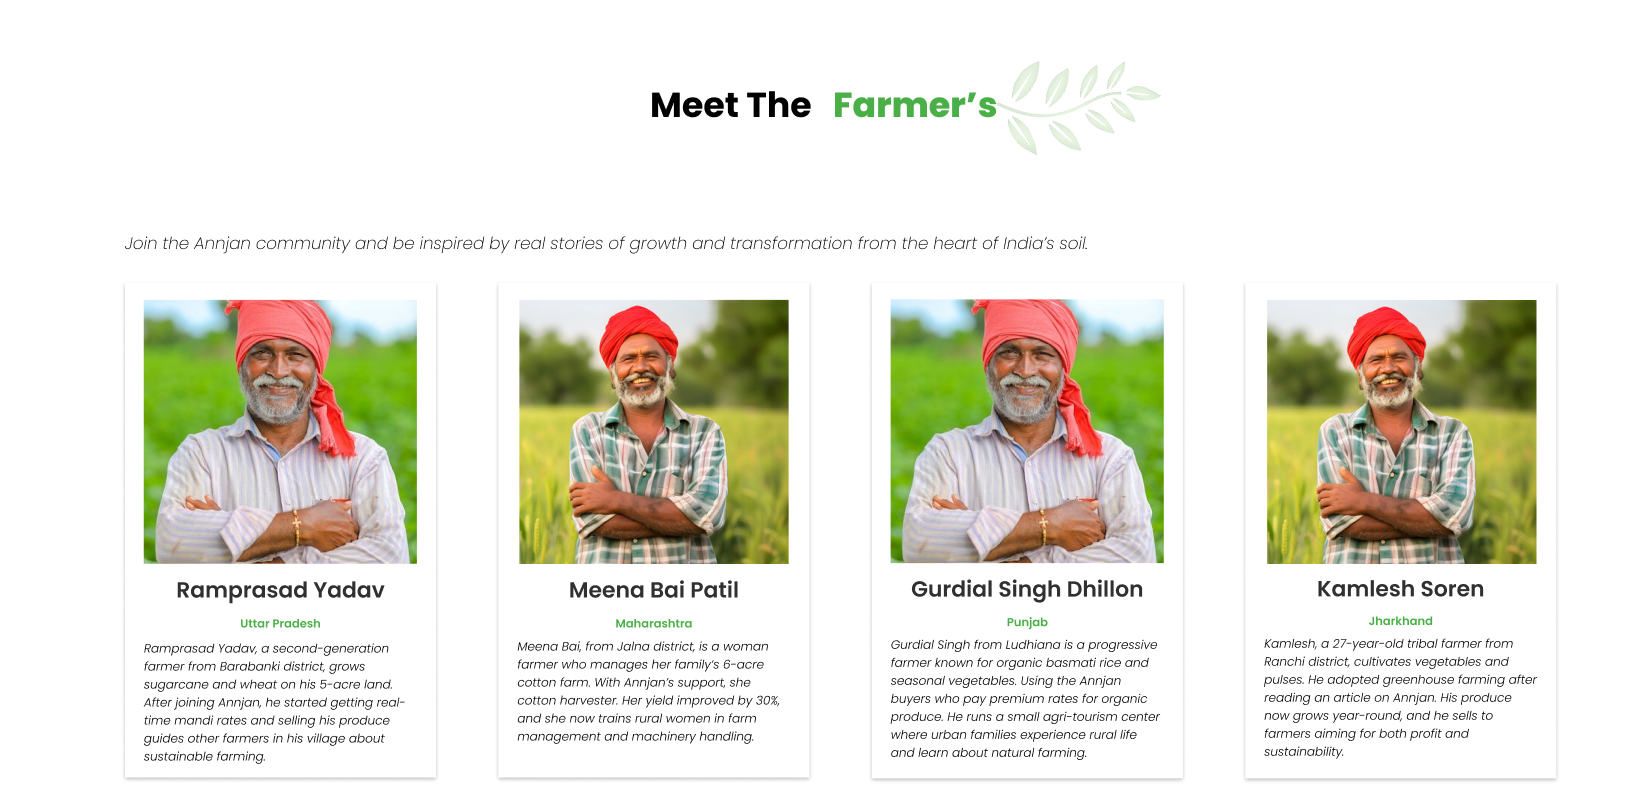 Meet The Farmer’s
Join the Annjan community and be inspired by real stories of growth and transformation from the heart of India’s soil.
Ramprasad Yadav
Uttar Pradesh
Ramprasad Yadav, a second-generation
farmer from Barabanki district, grows
sugarcane and wheat on his 5-acre land.
After joining Annjan, he started getting real-
time mandi rates and selling his produce
guides other farmers in his village about
sustainable farming.
Meena Bai Patil
Maharashtra
Meena Bai, from Jalna district, is a woman
farmer who manages her family’s 6-acre
cotton farm. With Annjan’s support, she
cotton harvester. Her yield improved by 30%,
and she now trains rural women in farm
management and machinery handling.
Gurdial Singh Dhillon
Punjab
Gurdial Singh from Ludhiana is a progressive
farmer known for organic basmati rice and
seasonal vegetables. Using the Annjan
buyers who pay premium rates for organic
produce. He runs a small agri-tourism center
where urban families experience rural life
and learn about natural farming.
Kamlesh Soren
Jharkhand
Kamlesh, a 27-year-old tribal farmer from
Ranchi district, cultivates vegetables and
pulses. He adopted greenhouse farming after
reading an article on Annjan. His produce
now grows year-round, and he sells to
farmers aiming for both profit and
sustainability.